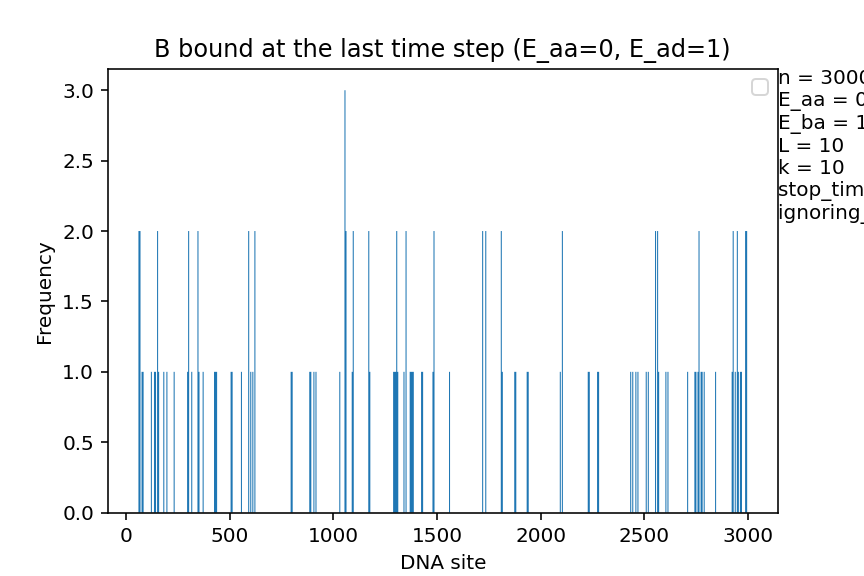 B bound at the last time step (E_aa=0, E_ad=1)
n = 3000
E_aa = 0
E_ba = 1
L = 10
k = 10
stop_tim
ignoring_
Frequency
3.0
2.5
2.0
1.5
1.0
0.5
0.0
0 500 1000 1500 2000 2500 3000
DNA site